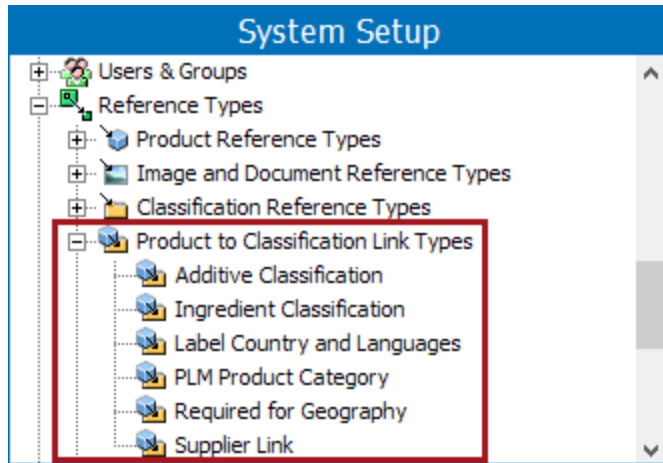 System Setup
Users & Groups
Reference Types
Product Reference Types
Image and Document Reference Types
Classification Reference Types
Product to Classification Link Types
Additive Classification
Ingredient Classification
Label Country and Languages
PLM Product Category
Required for Geography
Supplier Link